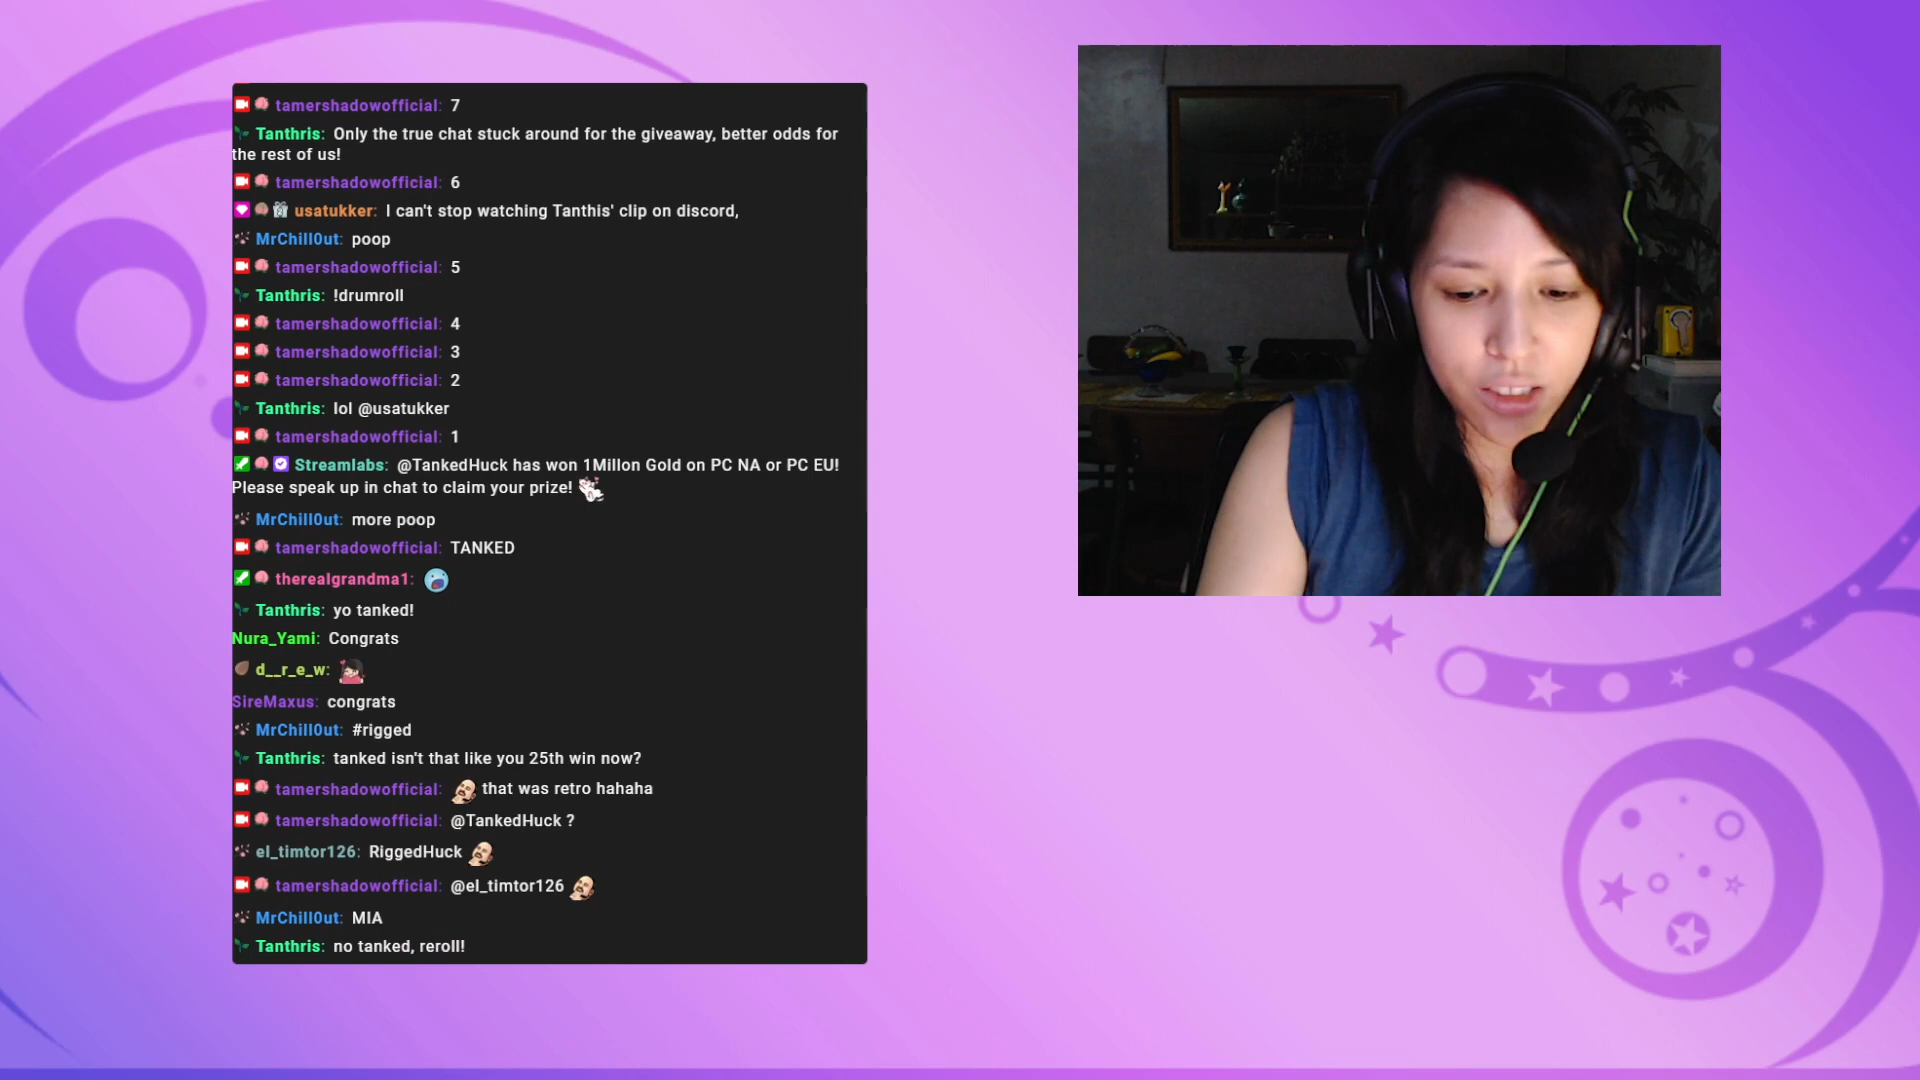 tamershadowofficial: 7
Tanthris: Only the true chat stuck around for the giveaway, better odds for
the rest of us!
tamershadowofficial: 6
usatukker: I can't stop watching Tanthis' clip on discord,
MrChill0ut: poop
tamershadowofficial: 5
Tanthris: !drumroll
tamershadowofficial: 4
tamershadowofficial: 3
tamershadowofficial: 2
Tanthris: lol @usatukker
tamershadowofficial: 1
Streamlabs: @TankedHuck has won 1Millon Gold on PC NA or PC EU!
Please speak up in chat to claim your prize!
MrChill0ut: more poop
tamershadowofficial: TANKED
therealgrandma1:
Tanthris: yo tanked!
Nura_Yami: Congrats
d__r_e_w:
SireMaxus: congrats
MrChill0ut: #rigged
Tanthris: tanked isn't that like you 25th win now?
tamershadowofficial: that was retro hahaha
tamershadowofficial: @TankedHuck ?
el_timtor126: RiggedHuck
tamershadowofficial: @el_timtor126
MrChill0ut: MIA
Tanthris: no tanked, reroll!